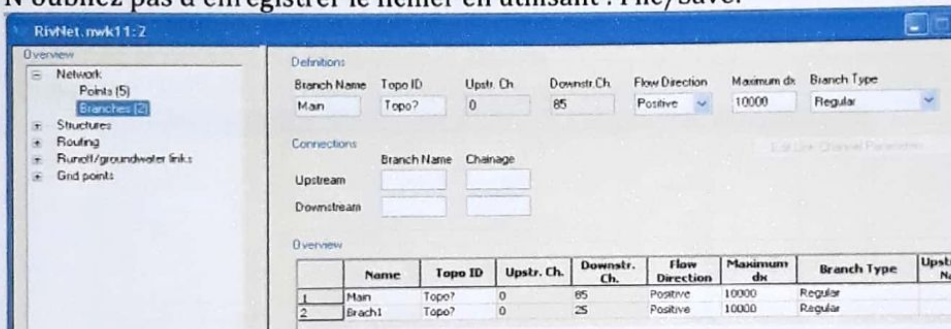 N'oubliez pas d'enregistrer le fichier en utilisant : File/Save.
RivNet.nwk11:2
Overview
Network
Points (5)
Branches (2)
Structures
Routing
Runoff/groundwater links
Grid points
Definitions
Branch Name Topo ID Upstr. Ch. Downstr.Ch. Flow Direction Maximum dx Branch Type
Main Topo? 0 85 Positive 10000 Regular
Connections
Branch Name Chainage
Edit Link Channel Parameters
Upstream
Downstream
Overview
Name Topo ID Upstr. Ch. Downstr. Ch. Flow Direction Maximum dx Branch Type
1 Main Topo? 0 85 Positive 10000 Regular
2 Brach1 Topo? 0 25 Positive 10000 Regular